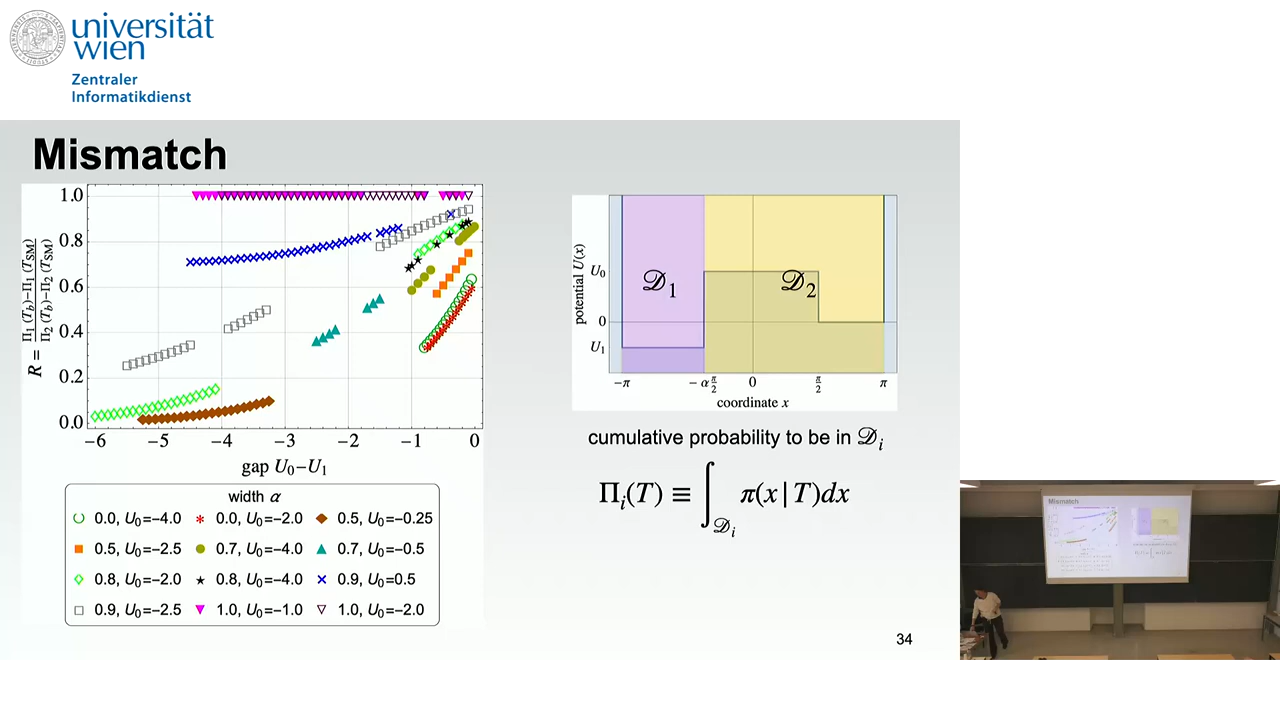 universität
wien
Zentraler
Informatikdienst
Mismatch
R = Π₁(T_b)−Π₁(T_SM) / Π₂(T_b)−Π₂(T_SM)
1.0
0.8
0.6
0.4
0.2
0.0
−6 −5 −4 −3 −2 −1 0
gap U₀−U₁
width α
0.0, U₀=−4.0 0.0, U₀=−2.0 0.5, U₀=−0.25
0.5, U₀=−2.5 0.7, U₀=−4.0 0.7, U₀=−0.5
0.8, U₀=−2.0 0.8, U₀=−4.0 0.9, U₀=0.5
0.9, U₀=−2.5 1.0, U₀=−1.0 1.0, U₀=−2.0
potential U(x)
U₀
0
U₁
𝒟₁ 𝒟₂
−π −απ/2 0 π/2 π
coordinate x
cumulative probability to be in 𝒟ᵢ
Πᵢ(T) ≡ ∫_𝒟ᵢ π(x|T)dx
34
Mismatch